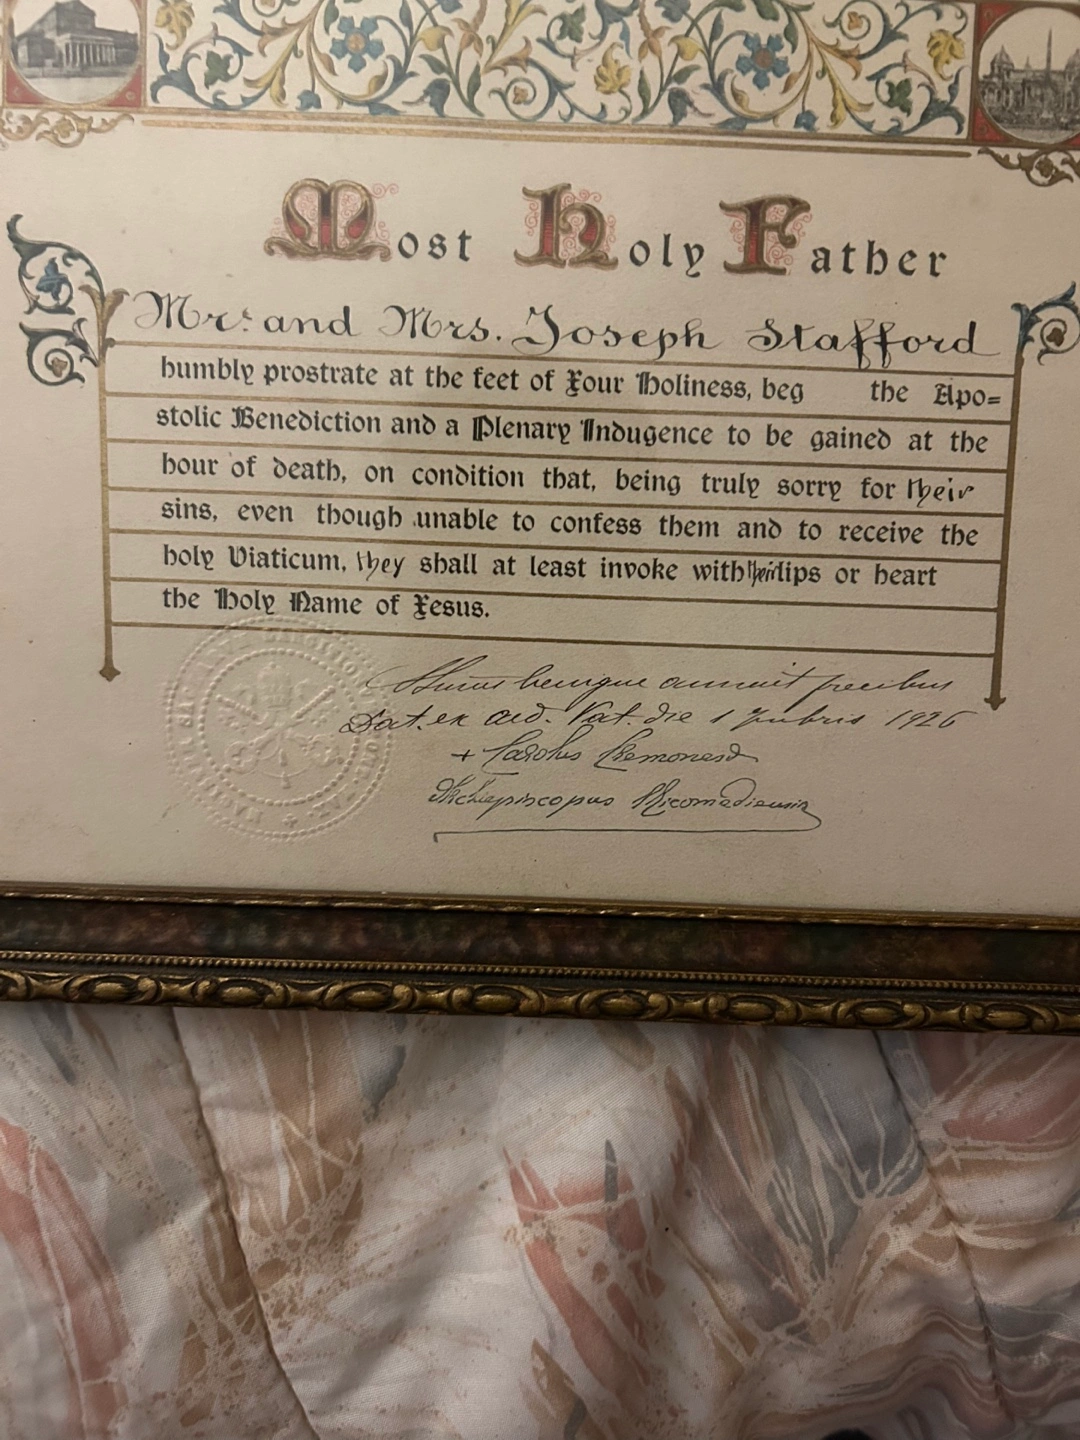 Most Holy Father
Mr. and Mrs. Joseph Stafford
humbly prostrate at the feet of Your Holiness, beg the Apo=
stolic Benediction and a Plenary Indugence to be gained at the
hour of death, on condition that, being truly sorry for their
sins, even though unable to confess them and to receive the
holy Viaticum, they shall at least invoke with their lips or heart
the Holy Name of Jesus.
benigne annuit precibus
Dat. ex aed. Vat. die 1 1926
+ Carolus Cremonesi
Archiepiscopus Nicomediensis